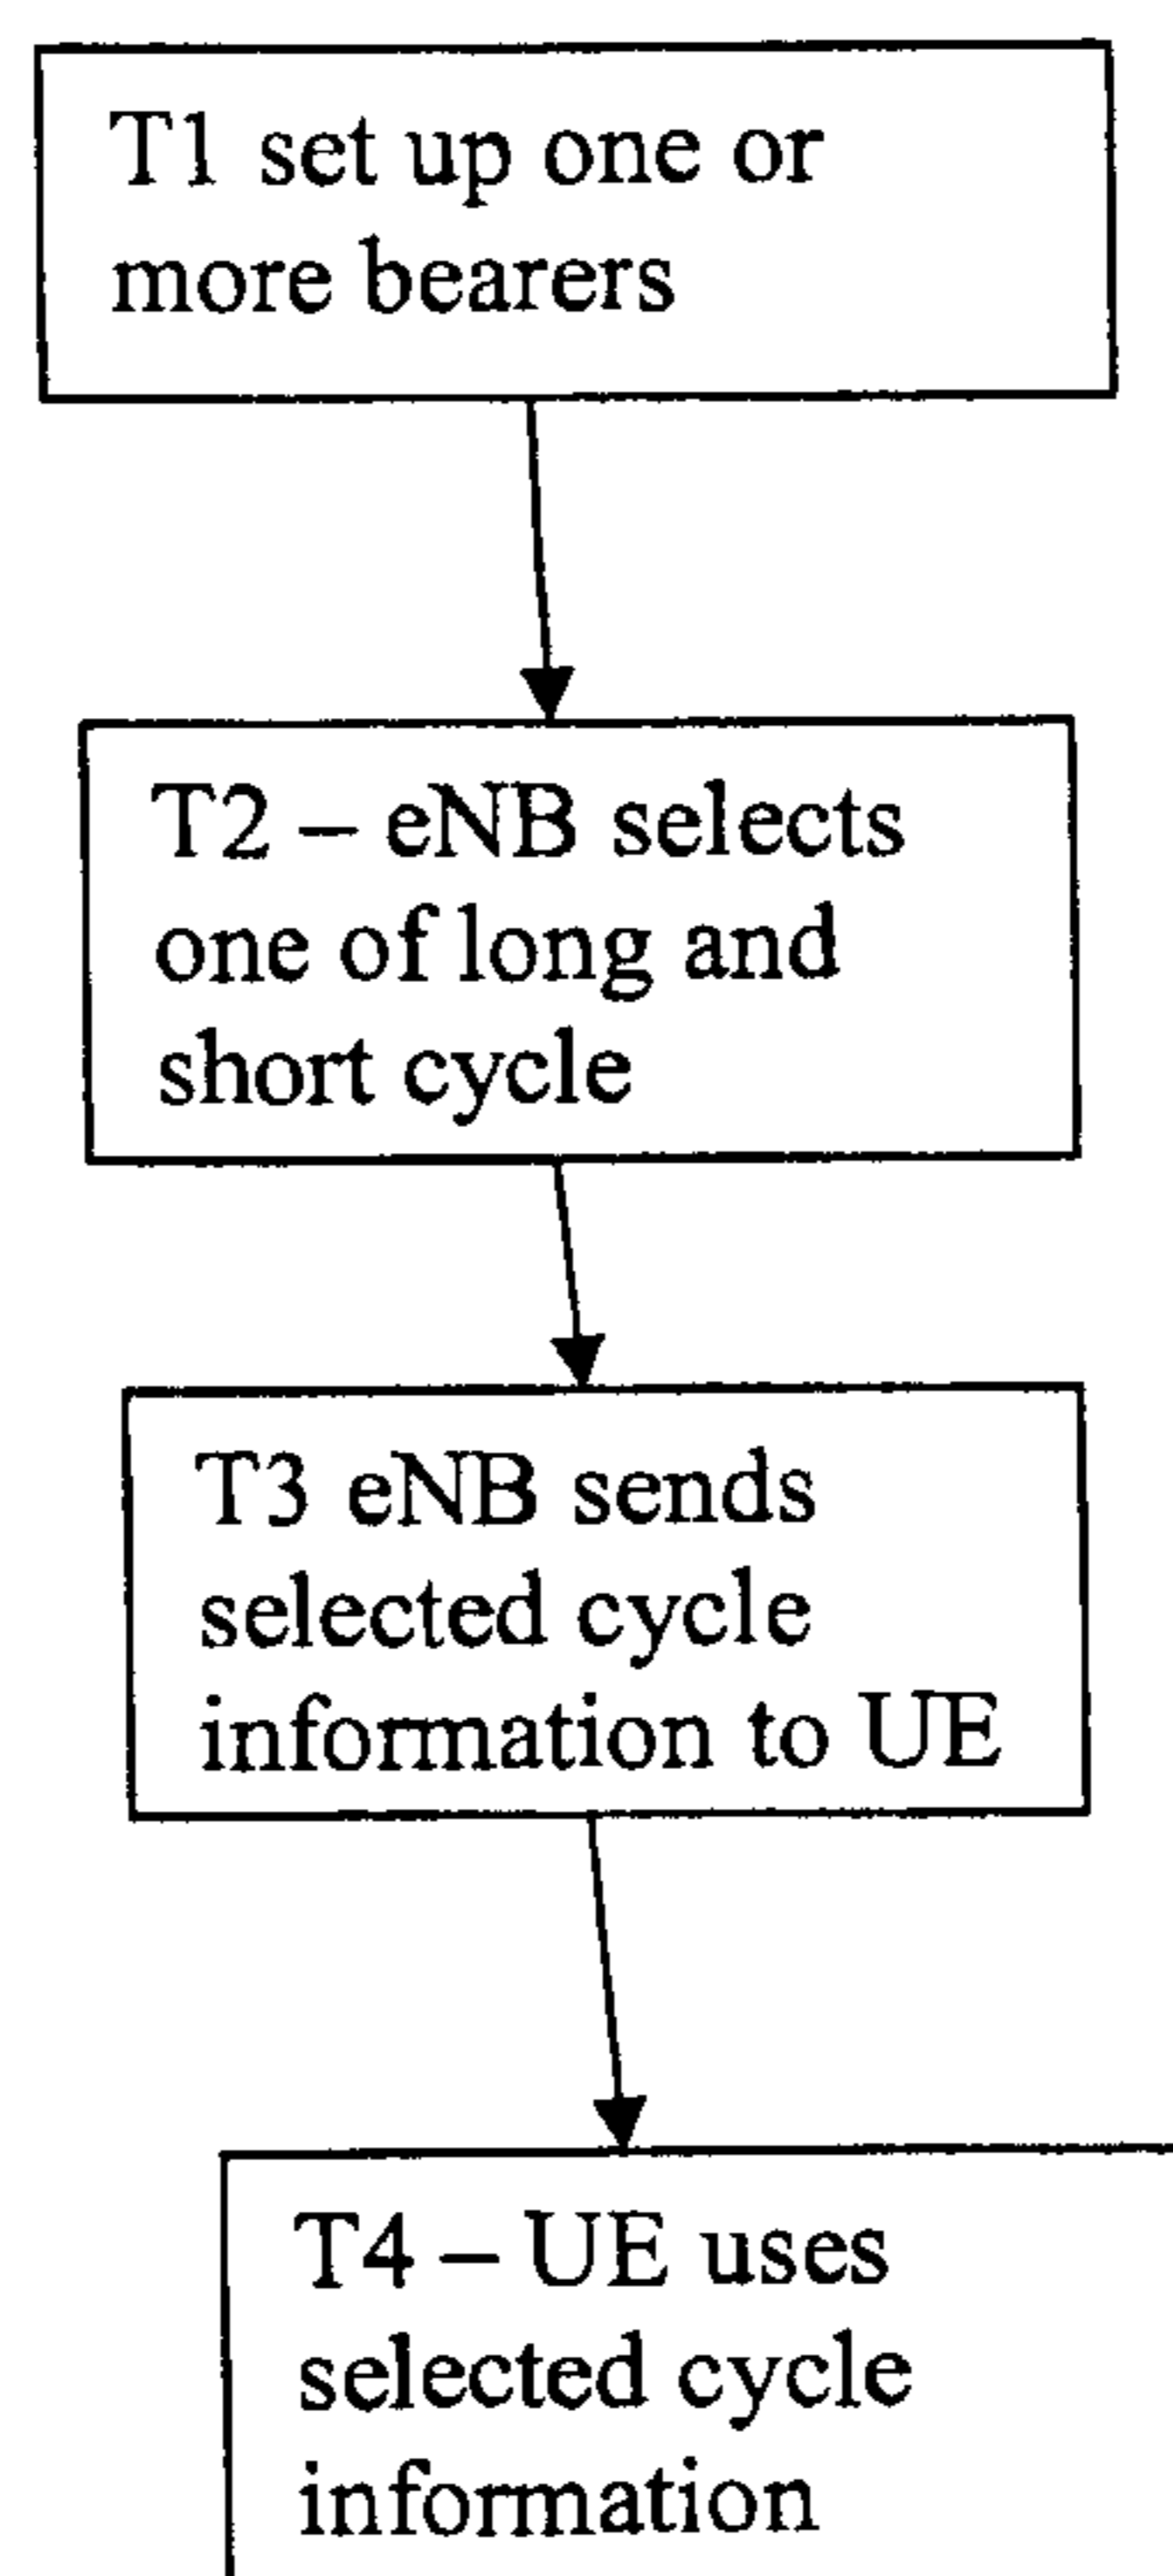 T1 set up one or
more bearers
T2 – eNB selects
one of long and
short cycle
T3 eNB sends
selected cycle
information to UE
T4 – UE uses
selected cycle
information